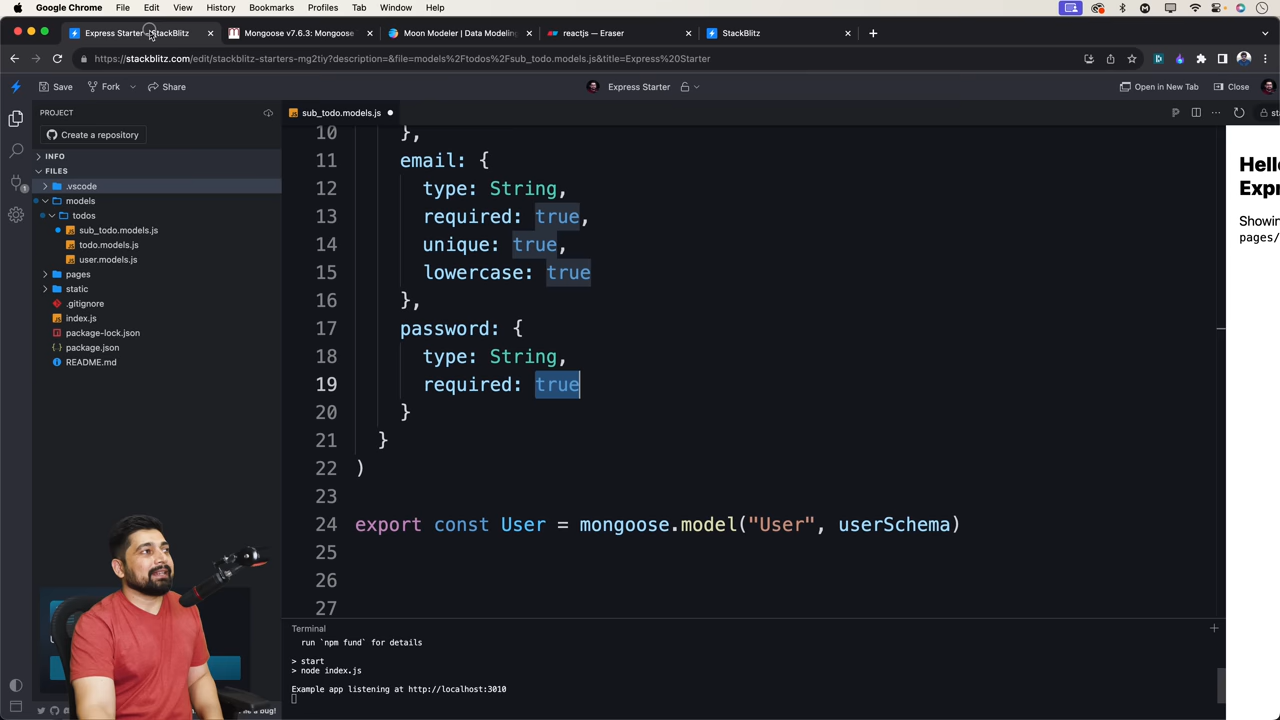 Google Chrome File Edit View History Bookmarks Profiles Tab Window Help
Express Starter - StackBlitz Mongoose v7.6.3: Mongoose Moon Modeler | Data Modeling reactjs — Eraser StackBlitz
https://stackblitz.com/edit/stackblitz-starters-mg2tiy?description=&file=models%2Ftodos%2Fsub_todo.models.js&title=Express%20Starter
Save Fork Share Express Starter Open in New Tab Close
PROJECT
sub_todo.models.js
Create a repository
INFO
FILES
.vscode
models
todos
sub_todo.models.js
todo.models.js
user.models.js
pages
static
.gitignore
index.js
package-lock.json
package.json
README.md
10 },
11 email: {
12 type: String,
13 required: true,
14 unique: true,
15 lowercase: true
16 },
17 password: {
18 type: String,
19 required: true
20 }
21 }
22 )
23
24 export const User = mongoose.model("User", userSchema)
25
26
27
Hello
Expr
Showin
pages/
Terminal
run `npm fund` for details
> start
> node index.js
Example app listening at http://localhost:3010
file a bug!